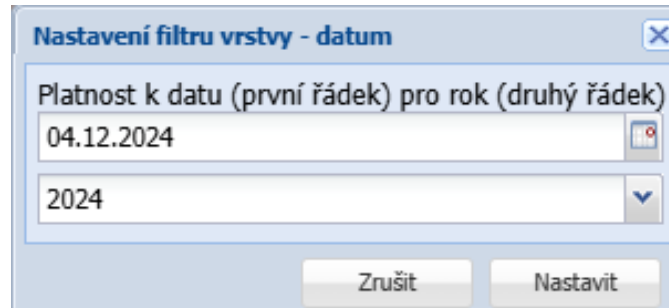 Nastavení filtru vrstvy - datum
Platnost k datu (první řádek) pro rok (druhý řádek)
04.12.2024
2024
Zrušit Nastavit